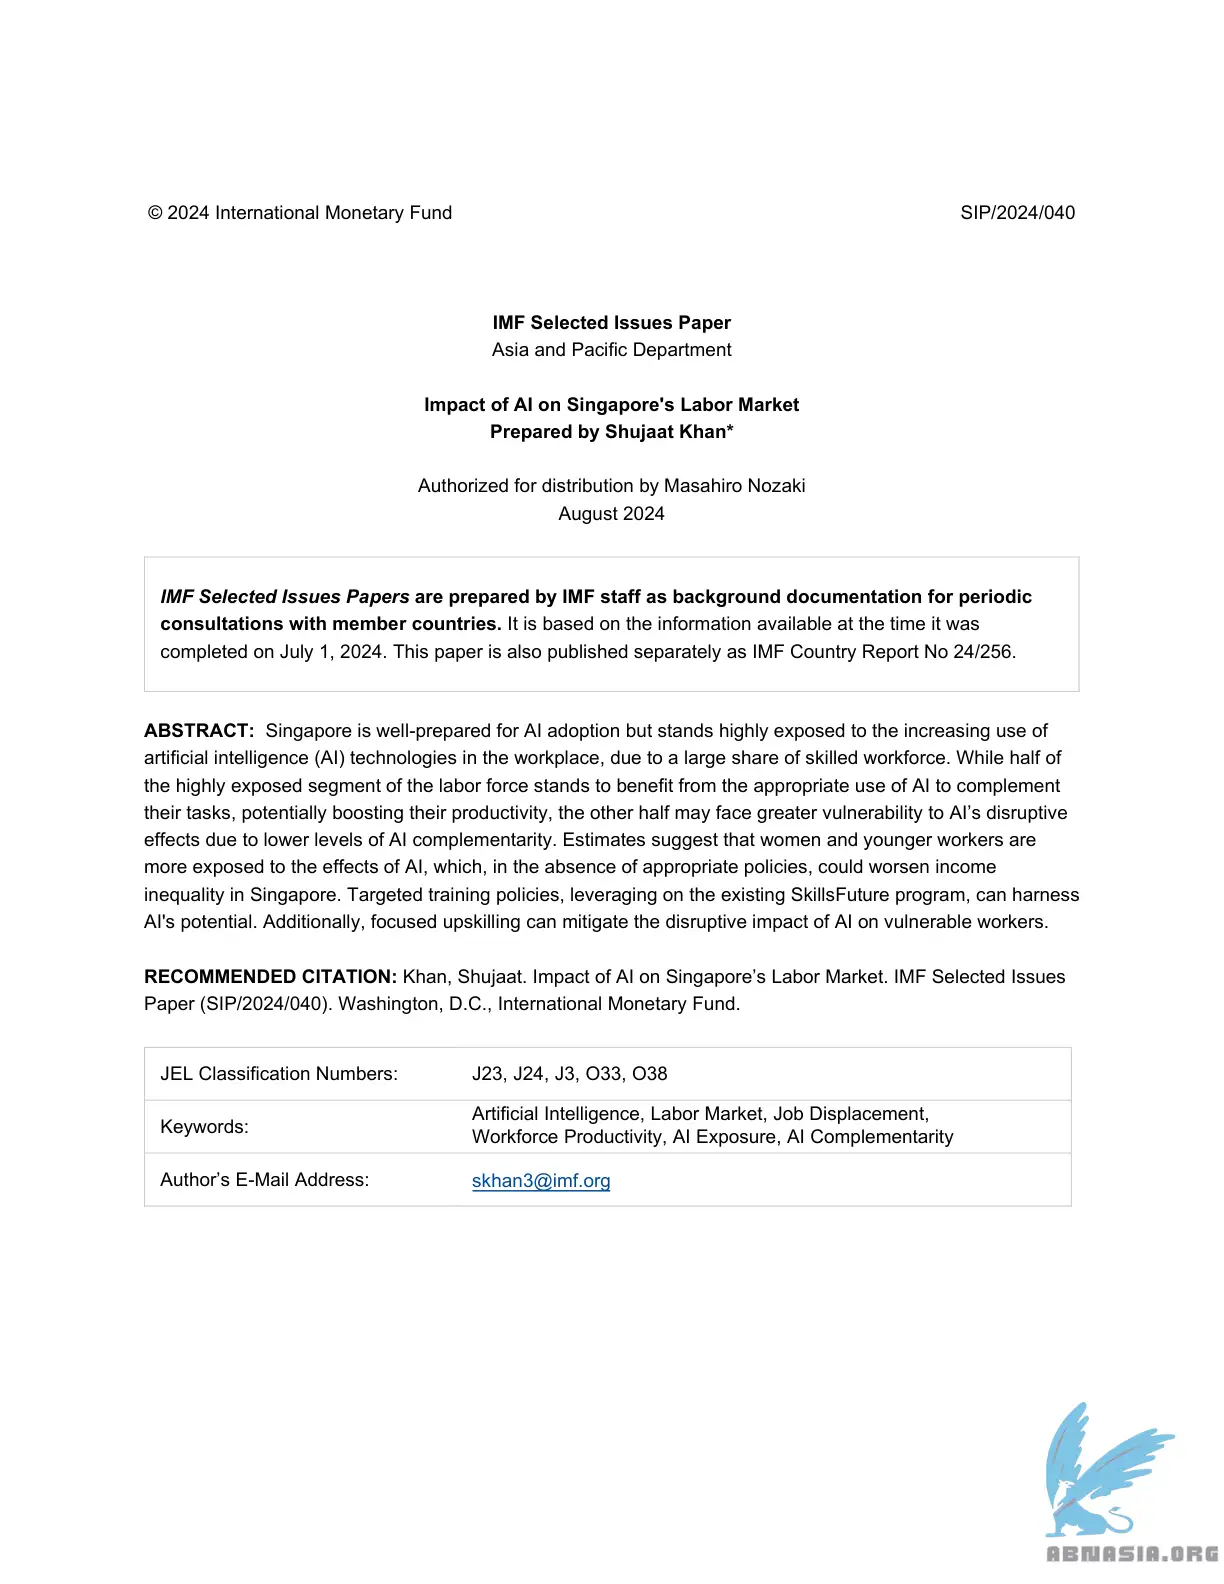 © 2024 International Monetary Fund SIP/2024/040
IMF Selected Issues Paper
Asia and Pacific Department
Impact of AI on Singapore's Labor Market
Prepared by Shujaat Khan*
Authorized for distribution by Masahiro Nozaki
August 2024
IMF Selected Issues Papers are prepared by IMF staff as background documentation for periodic
consultations with member countries. It is based on the information available at the time it was
completed on July 1, 2024. This paper is also published separately as IMF Country Report No 24/256.
ABSTRACT: Singapore is well-prepared for AI adoption but stands highly exposed to the increasing use of
artificial intelligence (AI) technologies in the workplace, due to a large share of skilled workforce. While half of
the highly exposed segment of the labor force stands to benefit from the appropriate use of AI to complement
their tasks, potentially boosting their productivity, the other half may face greater vulnerability to AI’s disruptive
effects due to lower levels of AI complementarity. Estimates suggest that women and younger workers are
more exposed to the effects of AI, which, in the absence of appropriate policies, could worsen income
inequality in Singapore. Targeted training policies, leveraging on the existing SkillsFuture program, can harness
AI's potential. Additionally, focused upskilling can mitigate the disruptive impact of AI on vulnerable workers.
RECOMMENDED CITATION: Khan, Shujaat. Impact of AI on Singapore’s Labor Market. IMF Selected Issues
Paper (SIP/2024/040). Washington, D.C., International Monetary Fund.
JEL Classification Numbers: J23, J24, J3, O33, O38
Keywords: Artificial Intelligence, Labor Market, Job Displacement,
Workforce Productivity, AI Exposure, AI Complementarity
Author’s E-Mail Address: skhan3@imf.org
ABNASIA.ORG